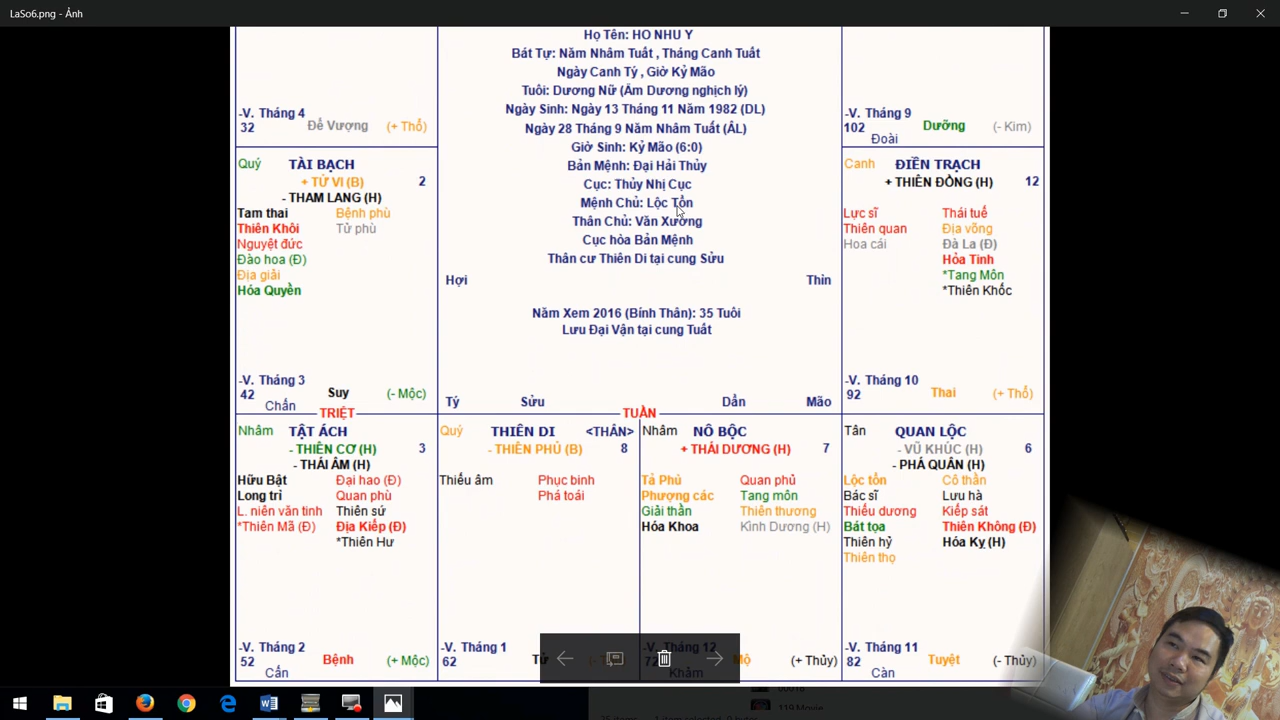 LaSo6.png - Ảnh
Họ Tên: HO NHU Y
Bát Tự: Năm Nhâm Tuất , Tháng Canh Tuất
Ngày Canh Tý , Giờ Kỷ Mão
Tuổi: Dương Nữ (Âm Dương nghịch lý)
Ngày Sinh: Ngày 13 Tháng 11 Năm 1982 (DL)
Ngày 28 Tháng 9 Năm Nhâm Tuất (ÂL)
Giờ Sinh: Kỷ Mão (6:0)
Bản Mệnh: Đại Hải Thủy
Cục: Thủy Nhị Cục
Mệnh Chủ: Lộc Tồn
Thân Chủ: Văn Xương
Cục hòa Bản Mệnh
Thân cư Thiên Di tại cung Sửu
Hợi Thìn
Năm Xem 2016 (Bính Thân): 35 Tuổi
Lưu Đại Vận tại cung Tuất
Tý Sửu Dần Mão
-V. Tháng 4
32 Đế Vượng (+ Thổ)
-V. Tháng 9
102 Dưỡng (- Kim)
Đoài
Quý TÀI BẠCH
+ TỬ VI (B) 2
- THAM LANG (H)
Tam thai Bệnh phù
Thiên Khôi Tử phù
Nguyệt đức
Đào hoa (Đ)
Địa giải
Hóa Quyền
-V. Tháng 3
42 Suy (- Mộc)
Chấn
TRIỆT
Canh ĐIỀN TRẠCH
+ THIÊN ĐỒNG (H) 12
Lực sĩ Thái tuế
Thiên quan Địa võng
Hoa cái Đà La (Đ)
Hỏa Tinh
*Tang Môn
*Thiên Khốc
-V. Tháng 10
92 Thai (+ Thổ)
TUẦN
Nhâm TẬT ÁCH
- THIÊN CƠ (H) 3
- THÁI ÂM (H)
Hữu Bật Đại hao (Đ)
Long trì Quan phù
L. niên văn tinh Thiên sứ
*Thiên Mã (Đ) Địa Kiếp (Đ)
*Thiên Hư
-V. Tháng 2
52 Bệnh (+ Mộc)
Cấn
Quý THIÊN DI <THÂN>
- THIÊN PHỦ (B) 8
Thiếu âm Phục binh
Phá toái
-V. Tháng 1
62
Nhâm NÔ BỘC
+ THÁI DƯƠNG (H) 7
Tả Phù Quan phủ
Phượng các Tang môn
Giải thần Thiên thương
Hóa Khoa Kình Dương (H)
-V. Tháng 12
Mộ (+ Thủy)
Khảm
Tân QUAN LỘC
- VŨ KHÚC (H) 6
- PHÁ QUÂN (H)
Lộc tồn Cô thần
Bác sĩ Lưu hà
Thiếu dương Kiếp sát
Bát tọa Thiên Không (Đ)
Thiên hỷ Hóa Kỵ (H)
Thiên thọ
-V. Tháng 11
82 Tuyệt (- Thủy)
Càn